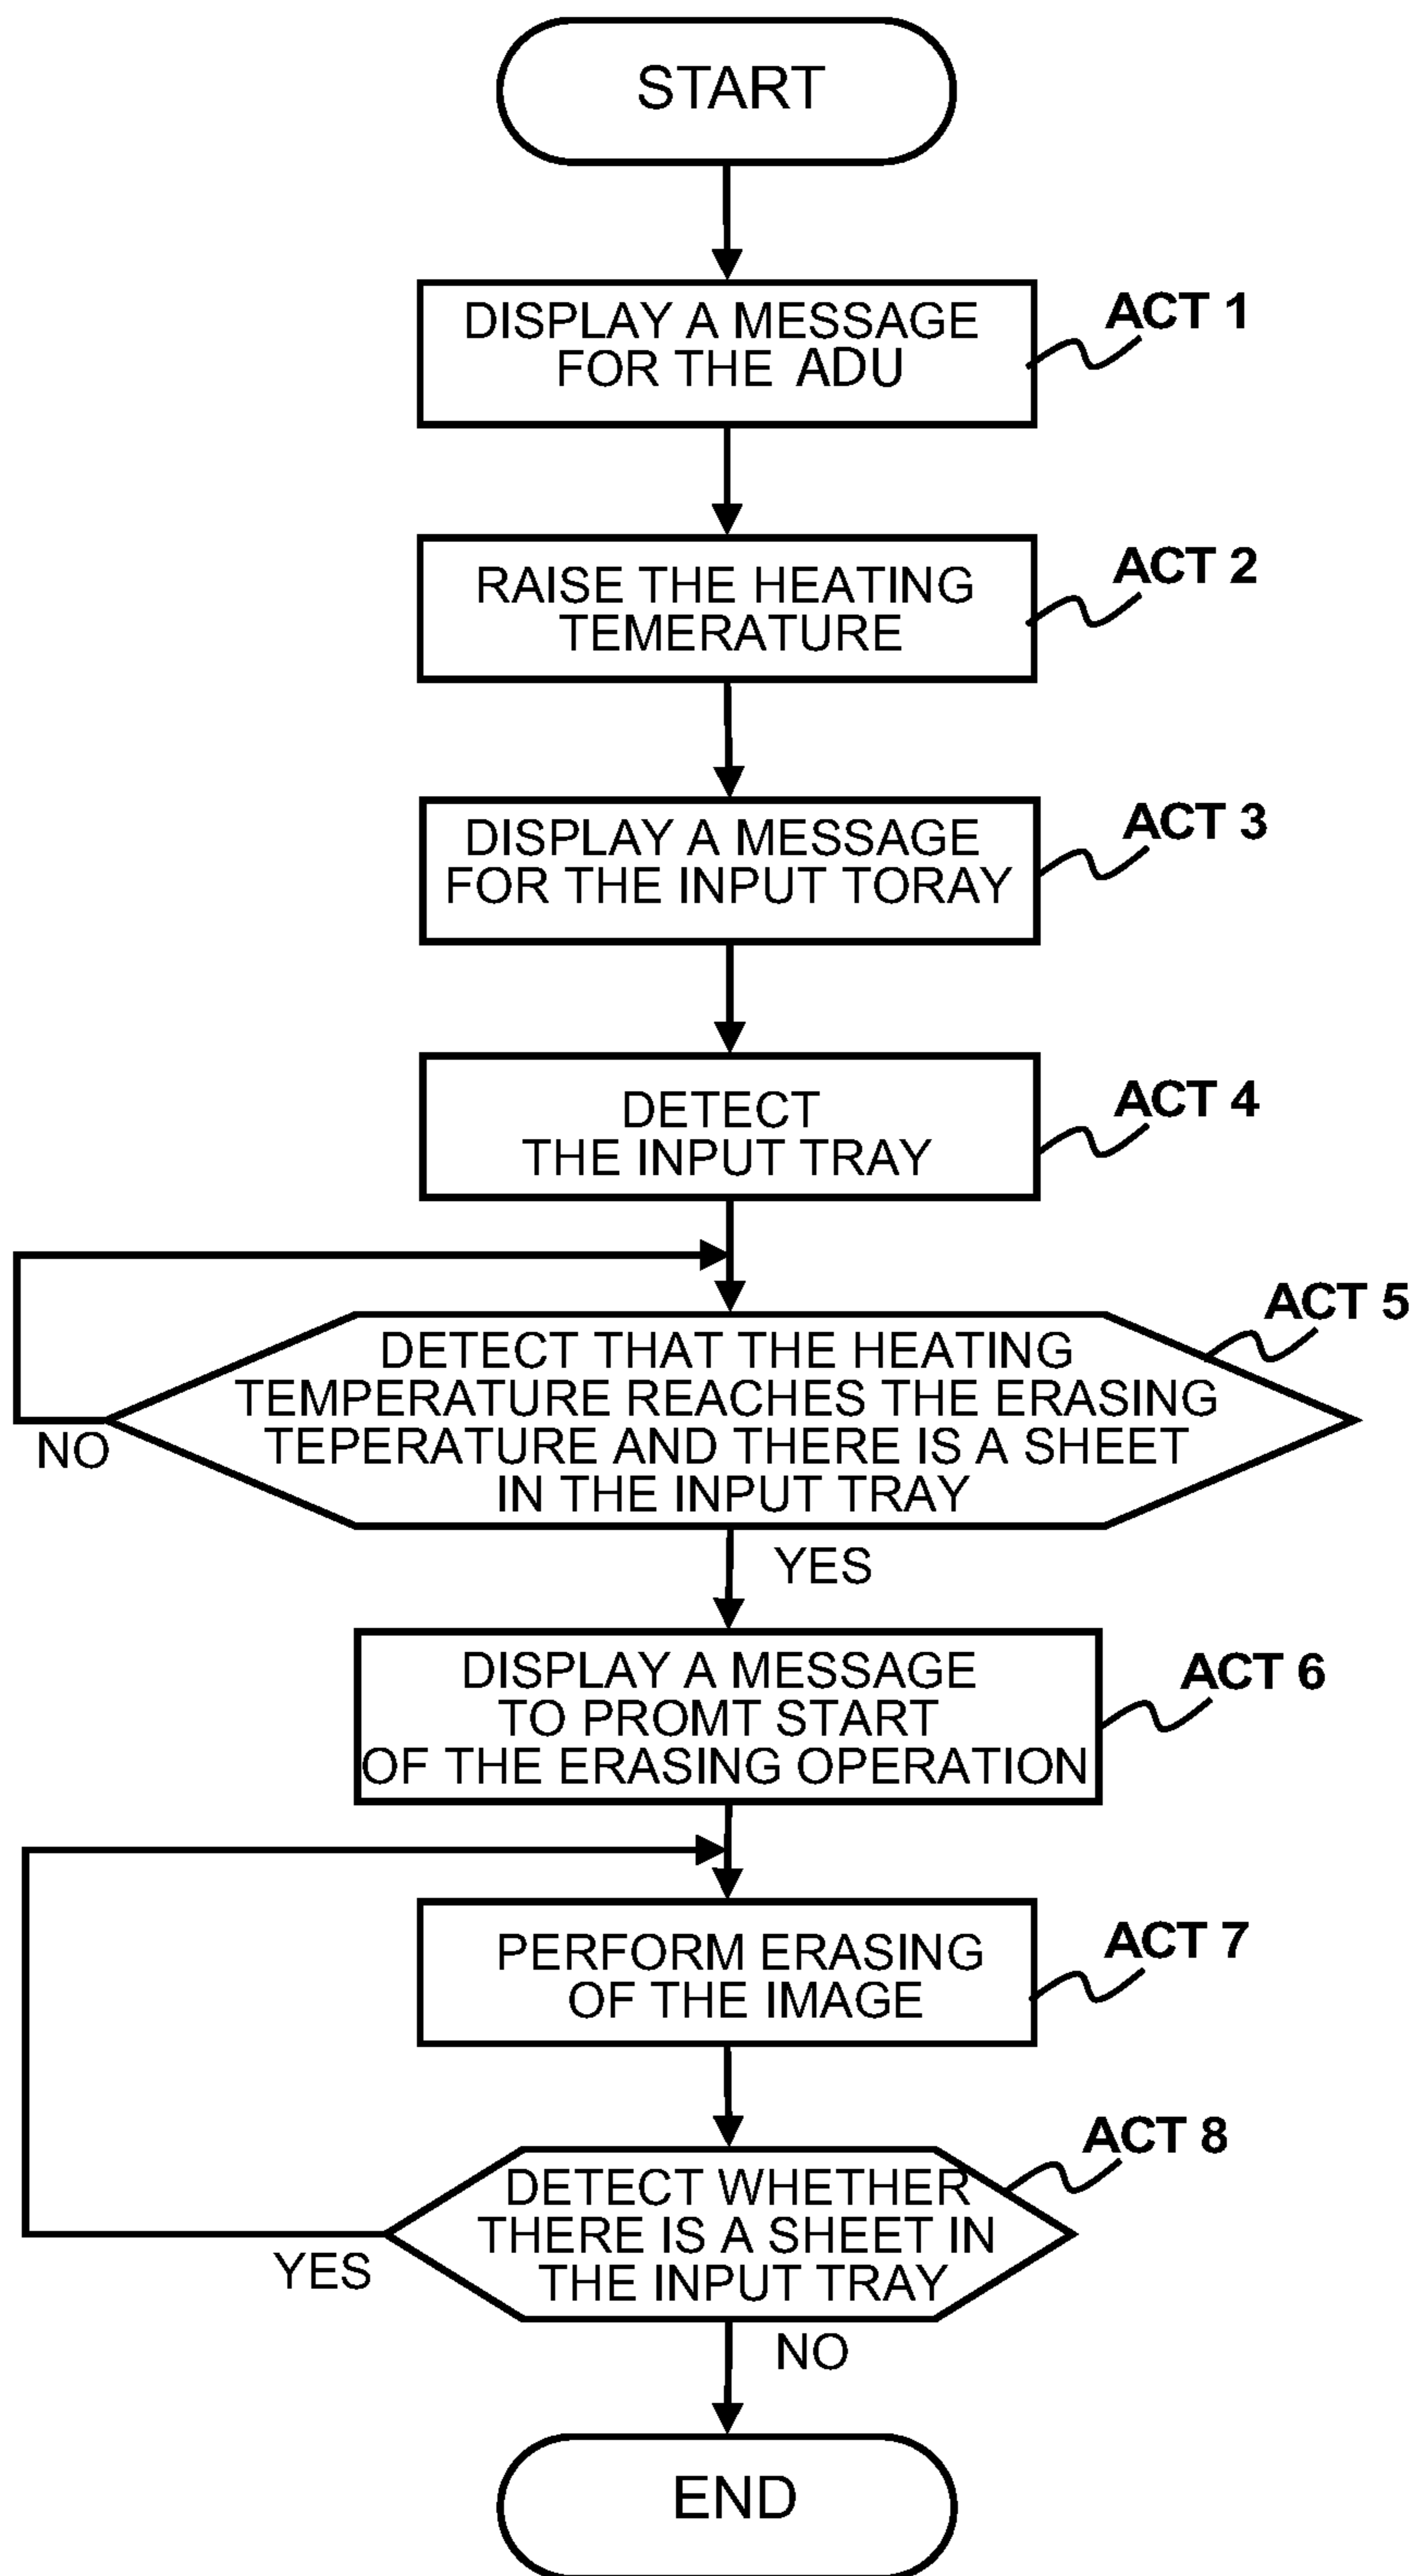 START
DISPLAY A MESSAGE
FOR THE ADU
ACT 1
RAISE THE HEATING
TEMERATURE
ACT 2
DISPLAY A MESSAGE
FOR THE INPUT TORAY
ACT 3
DETECT
THE INPUT TRAY
ACT 4
DETECT THAT THE HEATING
TEMPERATURE REACHES THE ERASING
TEPERATURE AND THERE IS A SHEET
IN THE INPUT TRAY
ACT 5
NO
YES
DISPLAY A MESSAGE
TO PROMT START
OF THE ERASING OPERATION
ACT 6
PERFORM ERASING
OF THE IMAGE
ACT 7
DETECT WHETHER
THERE IS A SHEET IN
THE INPUT TRAY
ACT 8
YES
NO
END